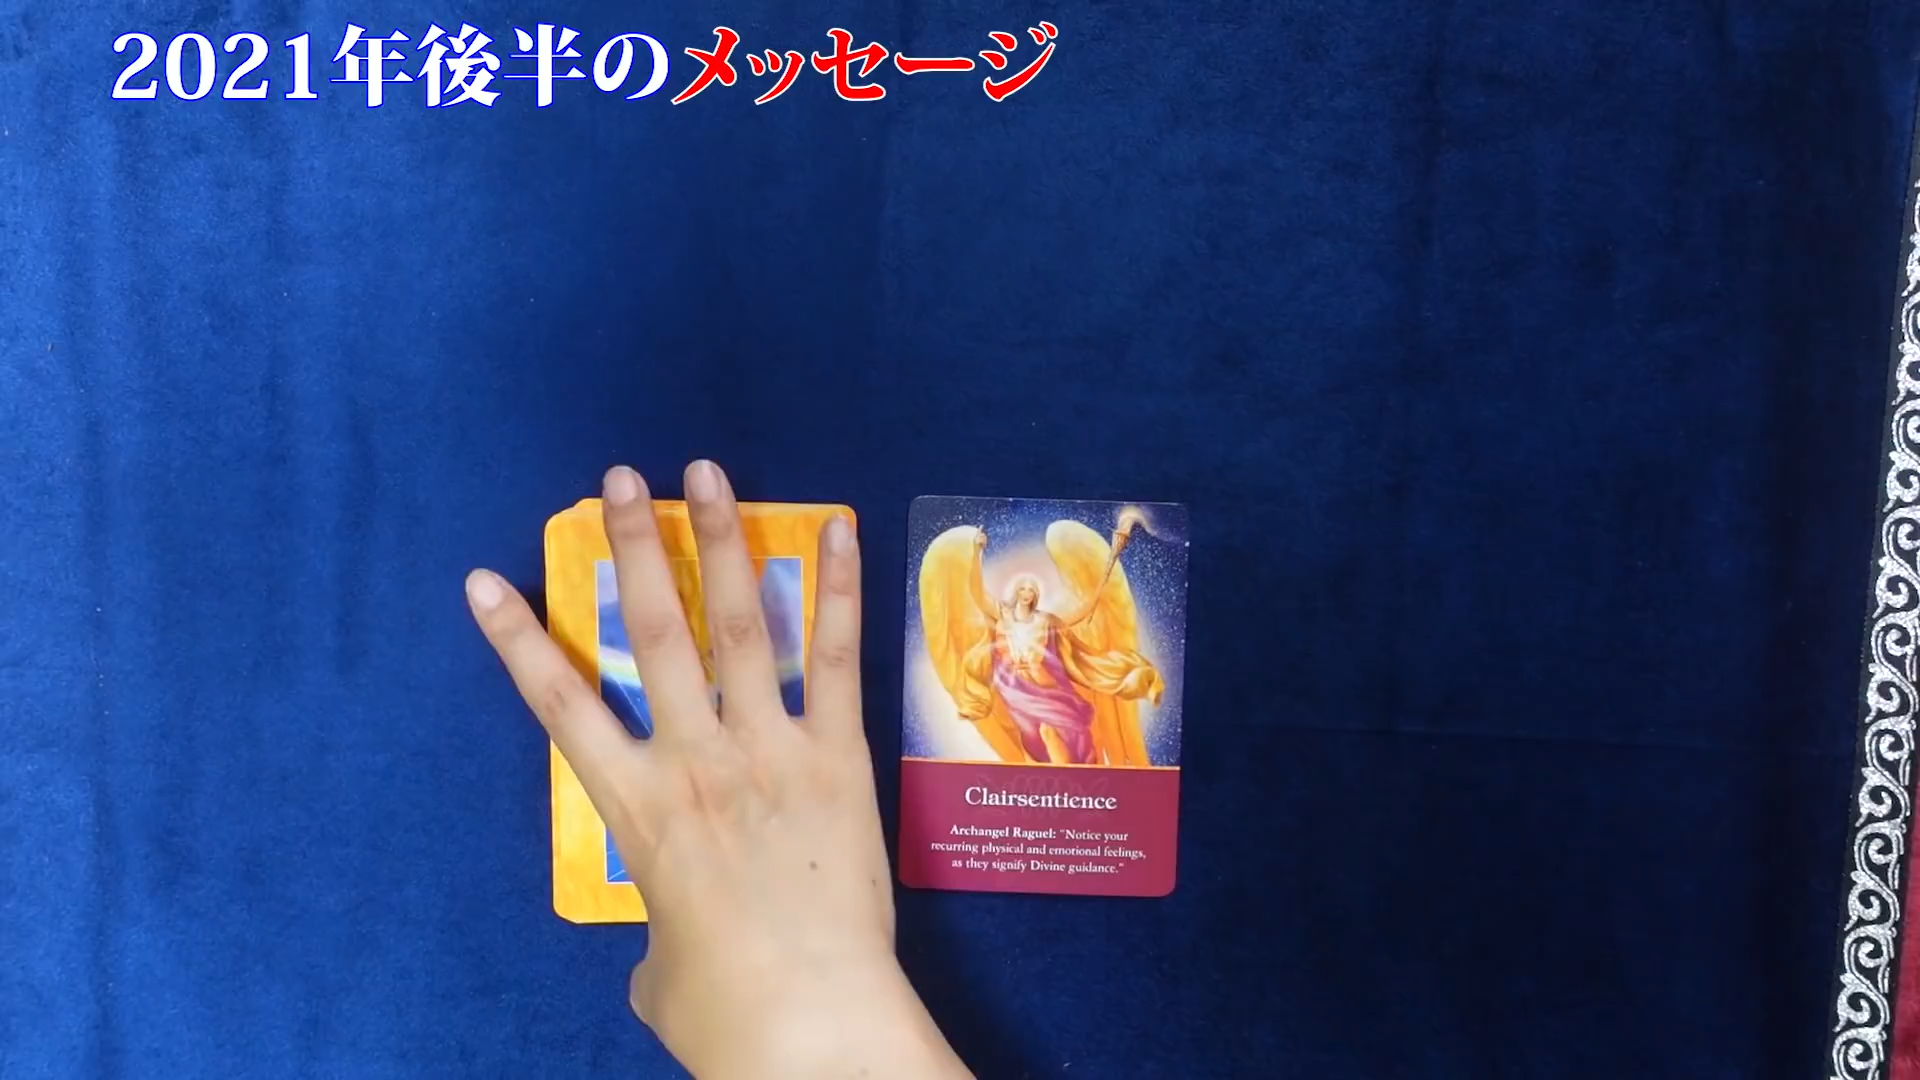 2021年後半のメッセージ
Clairsentience
Archangel Raguel: "Notice your
recurring physical and emotional feelings,
as they signify Divine guidance."